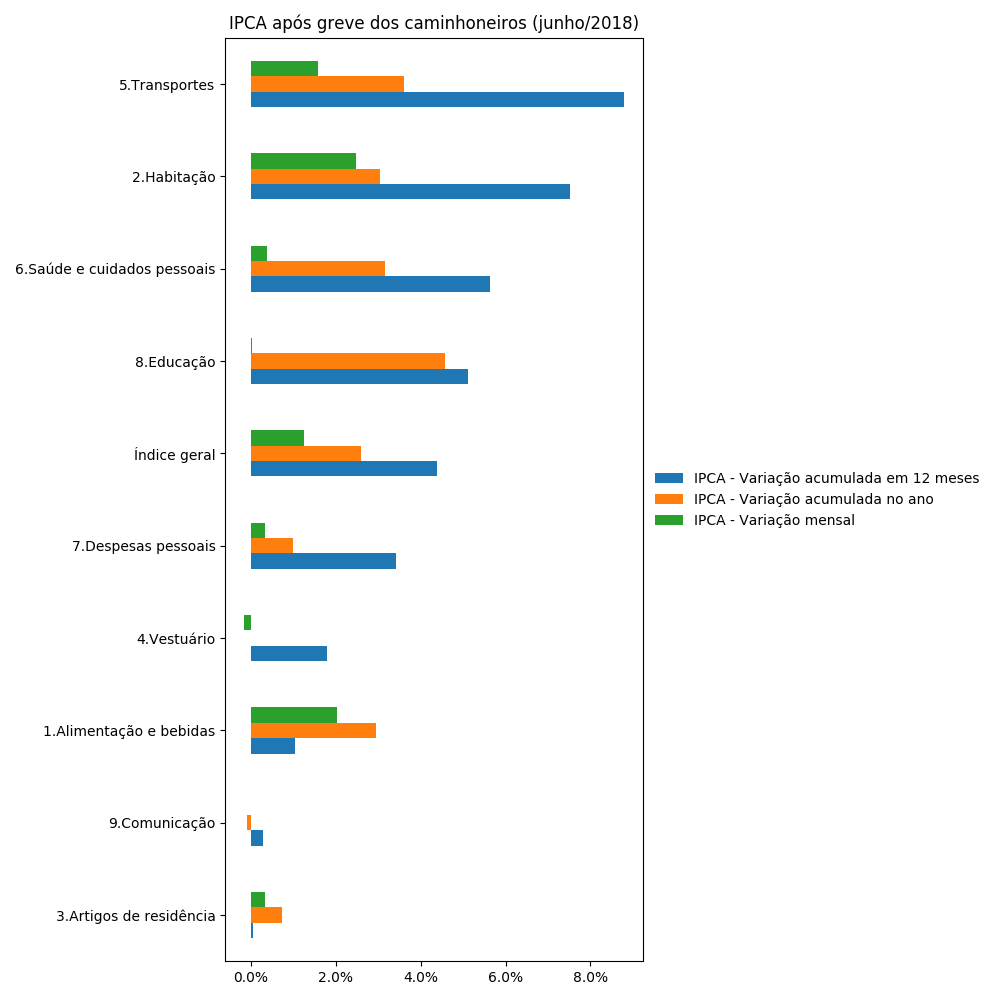 IPCA após greve dos caminhoneiros (junho/2018)
5.Transportes
2.Habitação
6.Saúde e cuidados pessoais
8.Educação
Índice geral
7.Despesas pessoais
4.Vestuário
1.Alimentação e bebidas
9.Comunicação
3.Artigos de residência
0.0% 2.0% 4.0% 6.0% 8.0%
IPCA - Variação acumulada em 12 meses
IPCA - Variação acumulada no ano
IPCA - Variação mensal